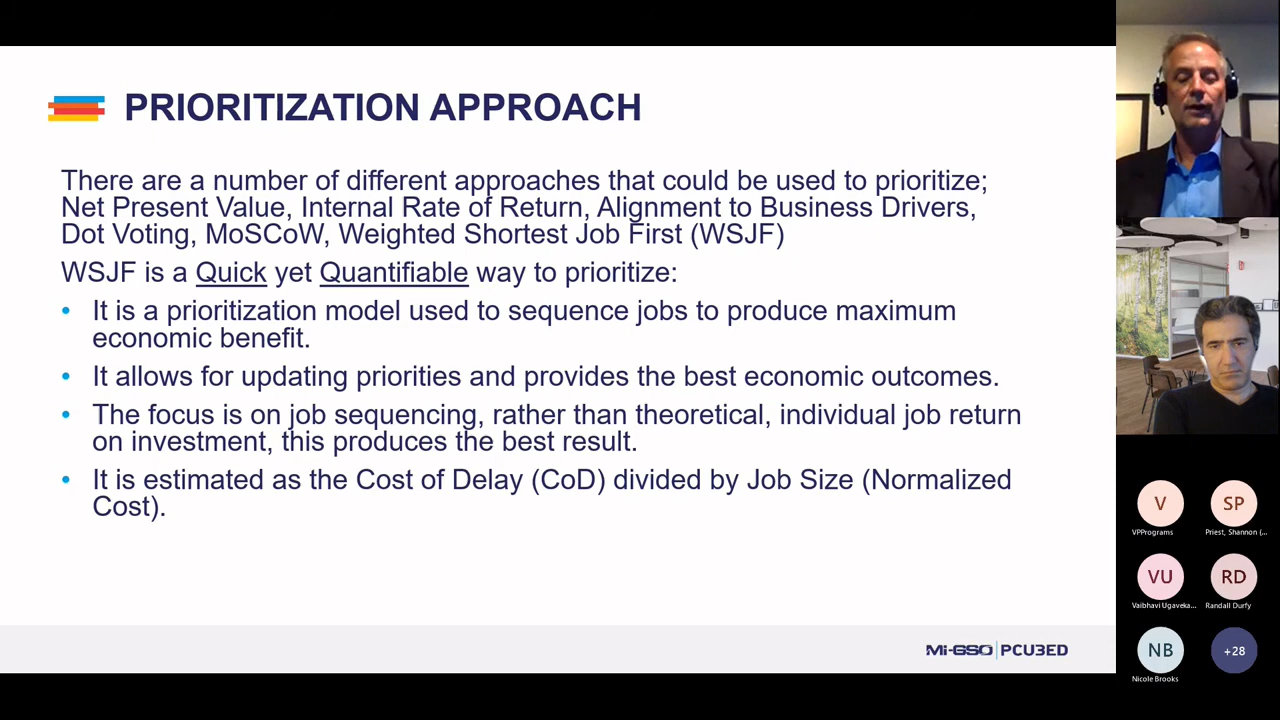 PRIORITIZATION APPROACH
There are a number of different approaches that could be used to prioritize;
Net Present Value, Internal Rate of Return, Alignment to Business Drivers,
Dot Voting, MoSCoW, Weighted Shortest Job First (WSJF)
WSJF is a Quick yet Quantifiable way to prioritize:
• It is a prioritization model used to sequence jobs to produce maximum
economic benefit.
• It allows for updating priorities and provides the best economic outcomes.
• The focus is on job sequencing, rather than theoretical, individual job return
on investment, this produces the best result.
• It is estimated as the Cost of Delay (CoD) divided by Job Size (Normalized
Cost).
Mi-GSO | PCU3ED
V
SP
VPPrograms
Priest, Shannon (...
VU
RD
Vaibhavi Ugaveka...
Randall Durfy
NB
+28
Nicole Brooks